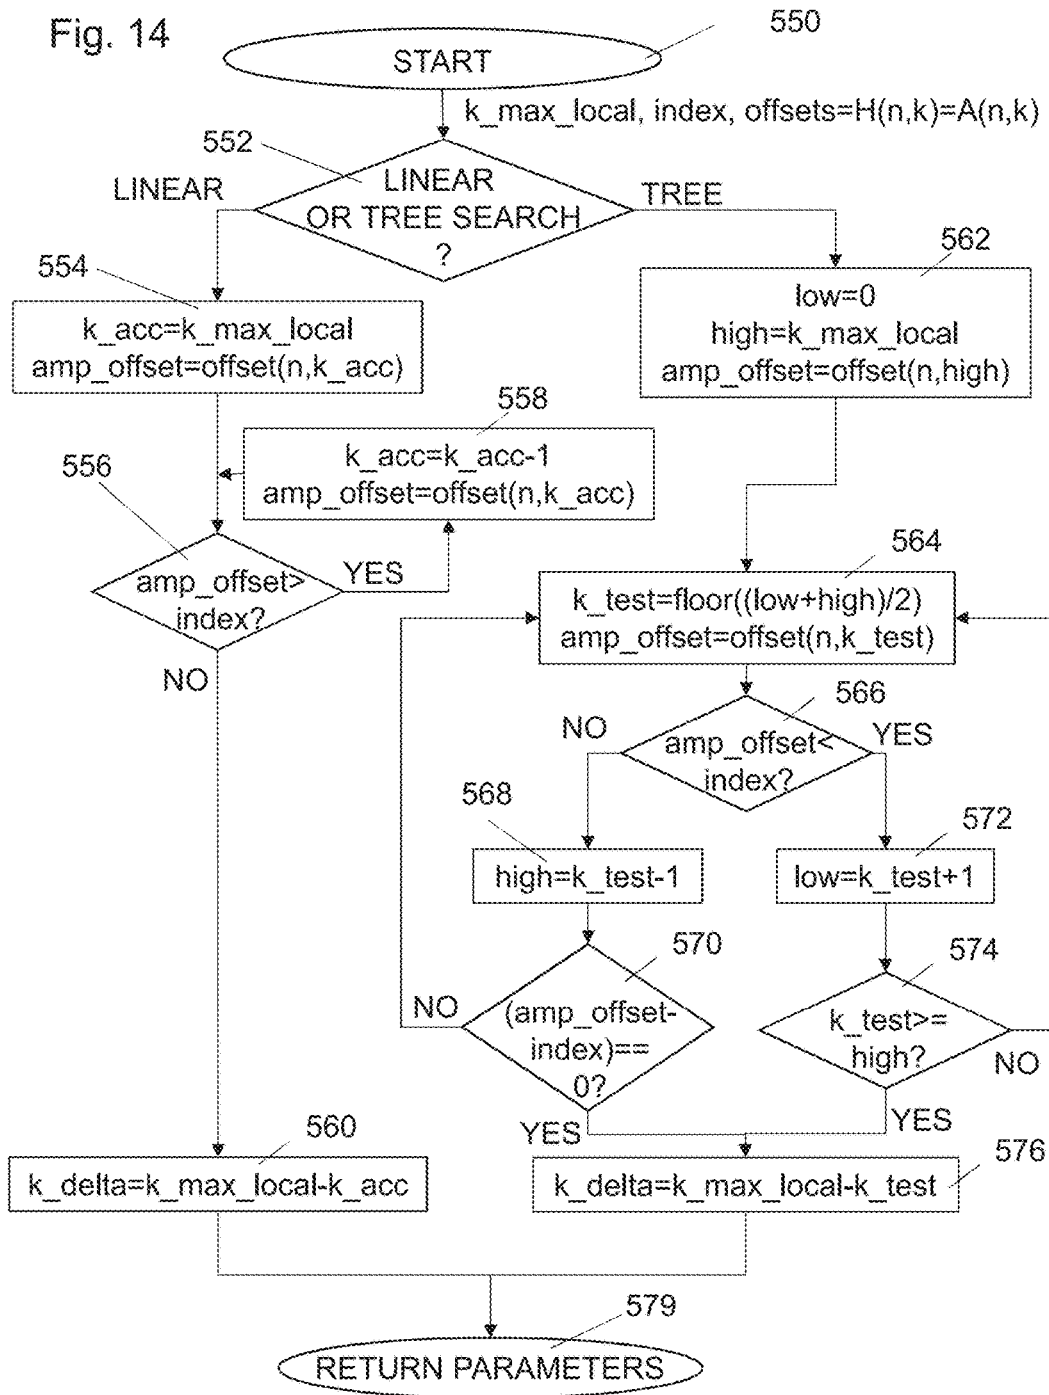 Fig. 14
550
START
k_max_local, index, offsets=H(n,k)=A(n,k)
552
LINEAR
LINEAR
OR TREE SEARCH
?
TREE
554
k_acc=k_max_local
amp_offset=offset(n,k_acc)
562
low=0
high=k_max_local
amp_offset=offset(n,high)
558
k_acc=k_acc-1
amp_offset=offset(n,k_acc)
556
amp_offset>
index?
YES
NO
564
k_test=floor((low+high)/2)
amp_offset=offset(n,k_test)
566
NO
amp_offset<
index?
YES
568
high=k_test-1
572
low=k_test+1
570
NO
(amp_offset-
index)==
0?
YES
574
k_test>=
high?
NO
YES
560
k_delta=k_max_local-k_acc
576
k_delta=k_max_local-k_test
579
RETURN PARAMETERS